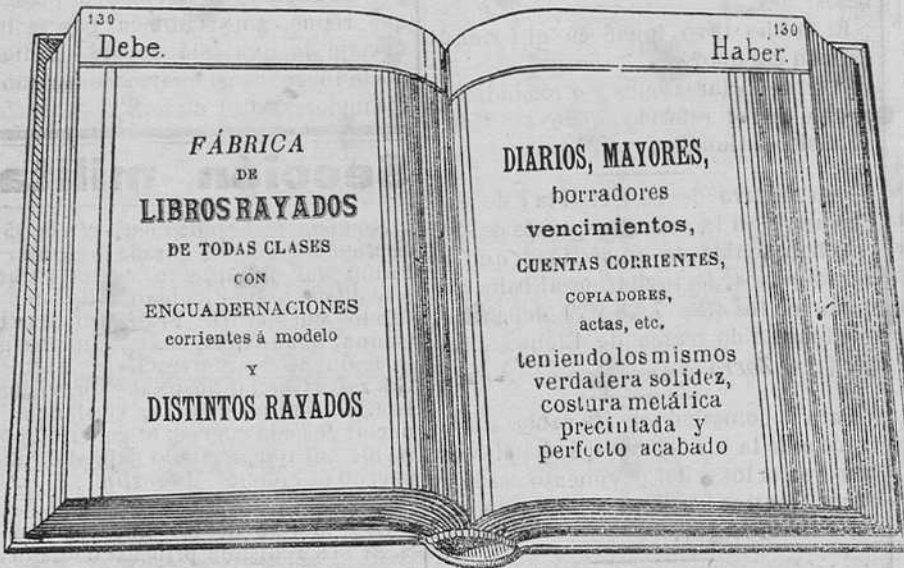 130
Debe.
FÁBRICA
DE
LIBROS RAYADOS
DE TODAS CLASES
CON
ENCUADERNACIONES
corrientes á modelo
Y
DISTINTOS RAYADOS
130
Haber.
DIARIOS, MAYORES,
borradores
vencimientos,
CUENTAS CORRIENTES,
COPIADORES,
actas, etc.
teniendo los mismos
verdadera solidez,
costura metálica
precintada y
perfecto acabado